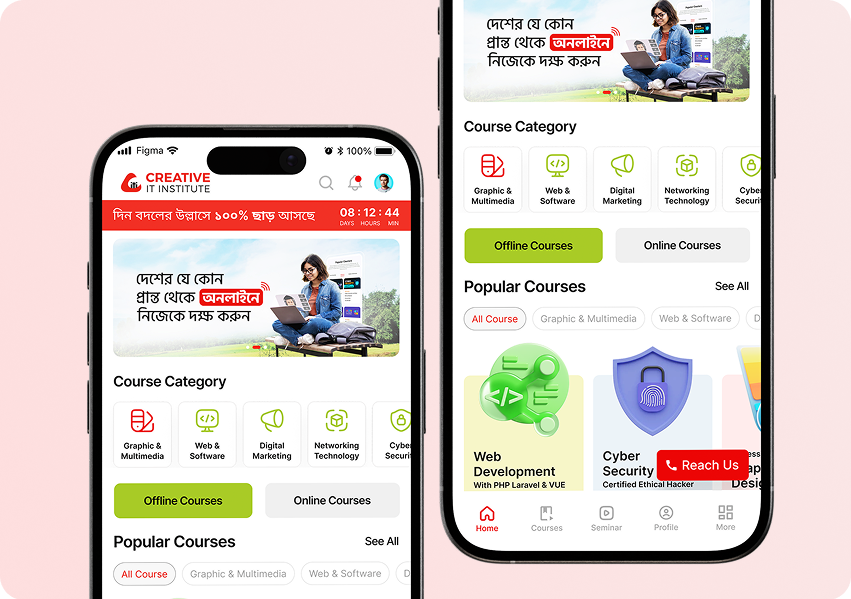 Figma
100%
CREATIVE
IT INSTITUTE
দিন বদলের উল্লাসে ১০০% ছাড় আসছে
08 : 12 : 44
DAYS HOURS MIN
দেশের যে কোন
প্রান্ত থেকে অনলাইনে
নিজেকে দক্ষ করুন
Course Category
Graphic &
Multimedia
Web &
Software
Digital
Marketing
Networking
Technology
Cyber
Securi
Offline Courses
Online Courses
Popular Courses
See All
All Course
Graphic & Multimedia
Web & Software
D
দেশের যে কোন
প্রান্ত থেকে অনলাইনে
নিজেকে দক্ষ করুন
Course Category
Graphic &
Multimedia
Web &
Software
Digital
Marketing
Networking
Technology
Cyber
Securit
Offline Courses
Online Courses
Popular Courses
See All
All Course
Graphic & Multimedia
Web & Software
D
Web
Development
With PHP Laravel & VUE
Cyber
Security
Certified Ethical Hacker
Reach Us
Home
Courses
Seminar
Profile
More